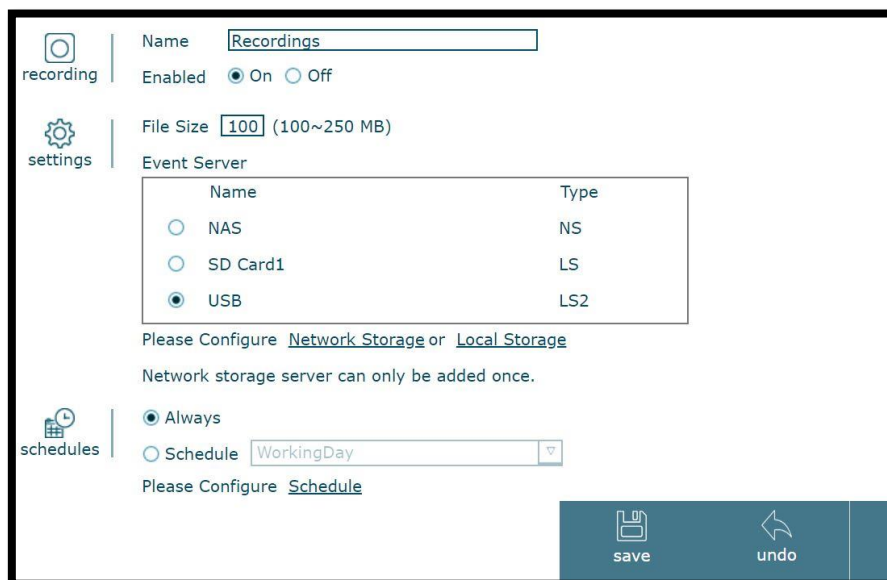 recording
Name Recordings
Enabled On Off
settings
File Size 100 (100~250 MB)
Event Server
Name Type
NAS NS
SD Card1 LS
USB LS2
Please Configure Network Storage or Local Storage
Network storage server can only be added once.
schedules
Always
Schedule WorkingDay
Please Configure Schedule
save undo